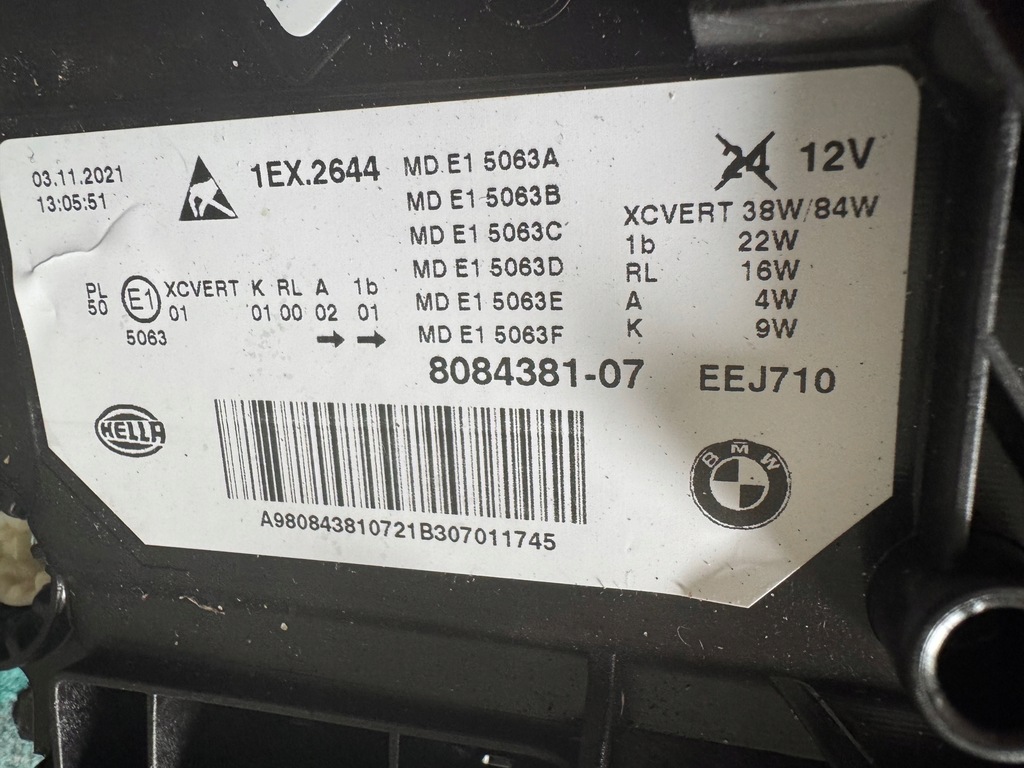 03.11.2021
13:05:51
1EX.2644
MD E1 5063A
MD E1 5063B
MD E1 5063C
MD E1 5063D
MD E1 5063E
MD E1 5063F
24 12V
XCVERT 38W/84W
1b 22W
RL 16W
A 4W
K 9W
PL E1 XCVERT K RL A 1b
50 01 01 00 02 01
5063 → →
8084381-07 EEJ710
HELLA
A980843810721B307011745
BMW